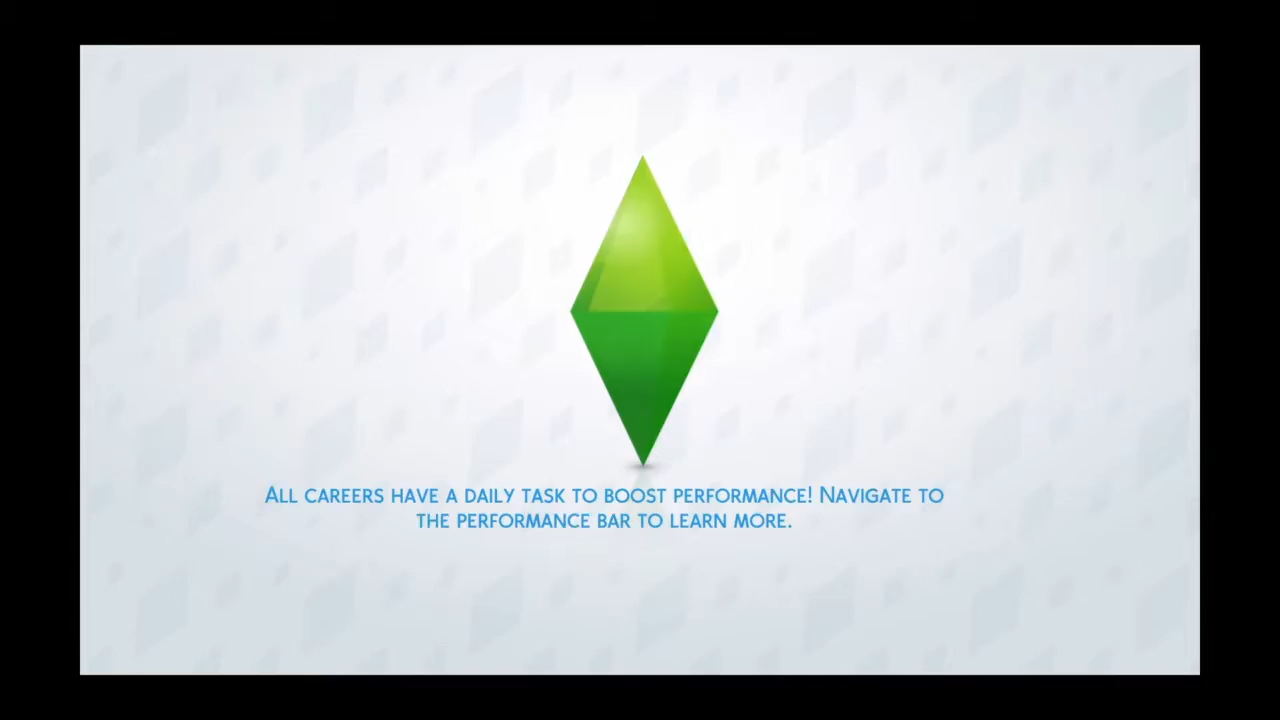 All careers have a daily task to boost performance! Navigate to
the performance bar to learn more.